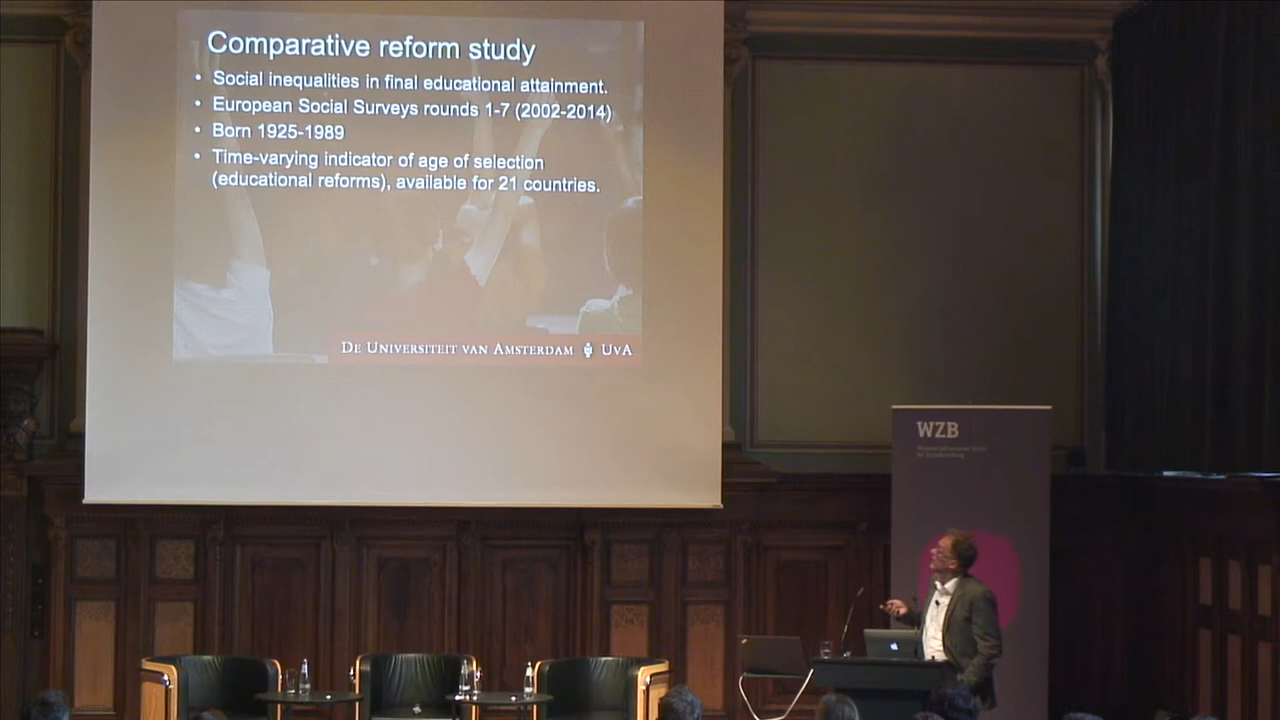 Comparative reform study
• Social inequalities in final educational attainment.
• European Social Surveys rounds 1-7 (2002-2014)
• Born 1925-1989
• Time-varying indicator of age of selection
(educational reforms), available for 21 countries.
DE UNIVERSITEIT VAN AMSTERDAM UvA
WZB